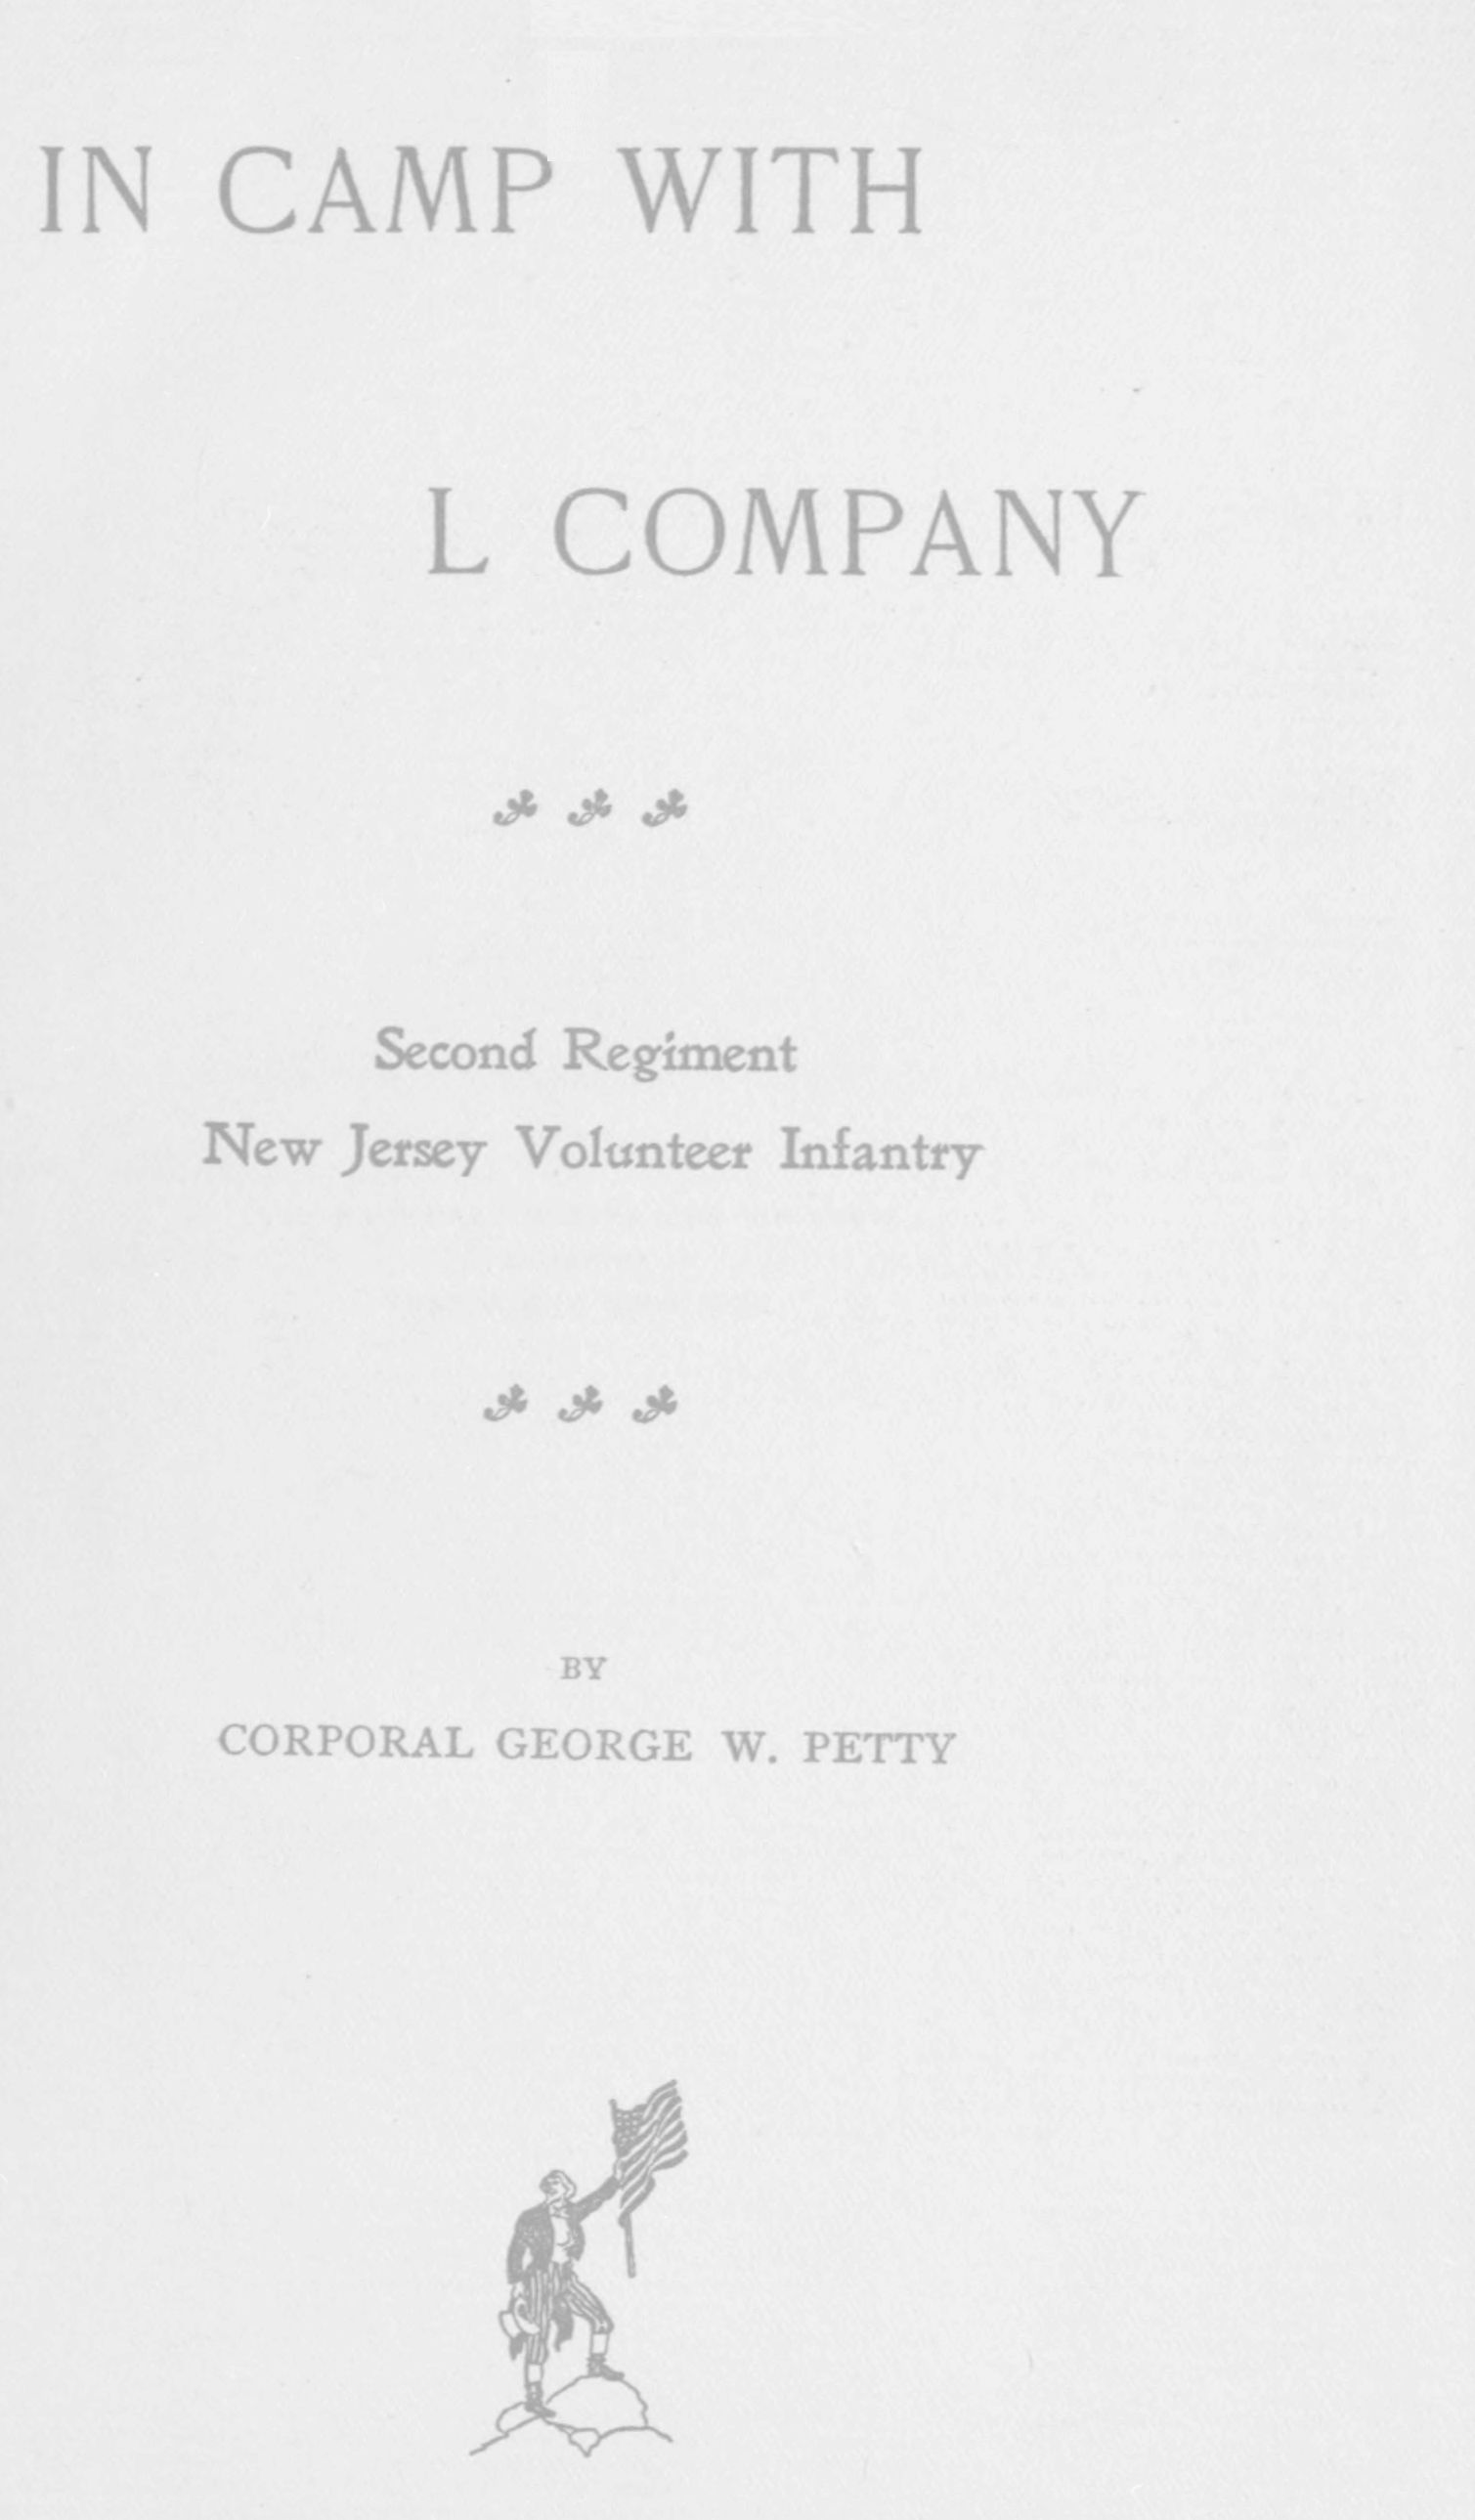 IN CAMP WITH
L COMPANY
Second Regiment
New Jersey Volunteer Infantry
BY
CORPORAL GEORGE W. PETTY